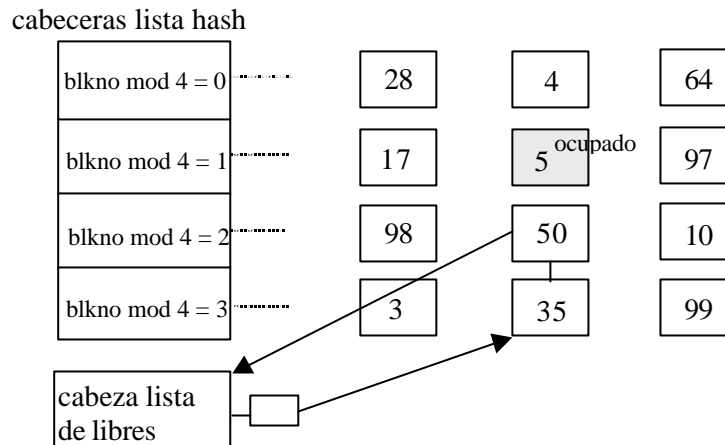 cabeceras lista hash
blkno mod 4 = 0 28 4 64
blkno mod 4 = 1 17 5 ocupado 97
blkno mod 4 = 2 98 50 10
blkno mod 4 = 3 3 35 99
cabeza lista
de libres